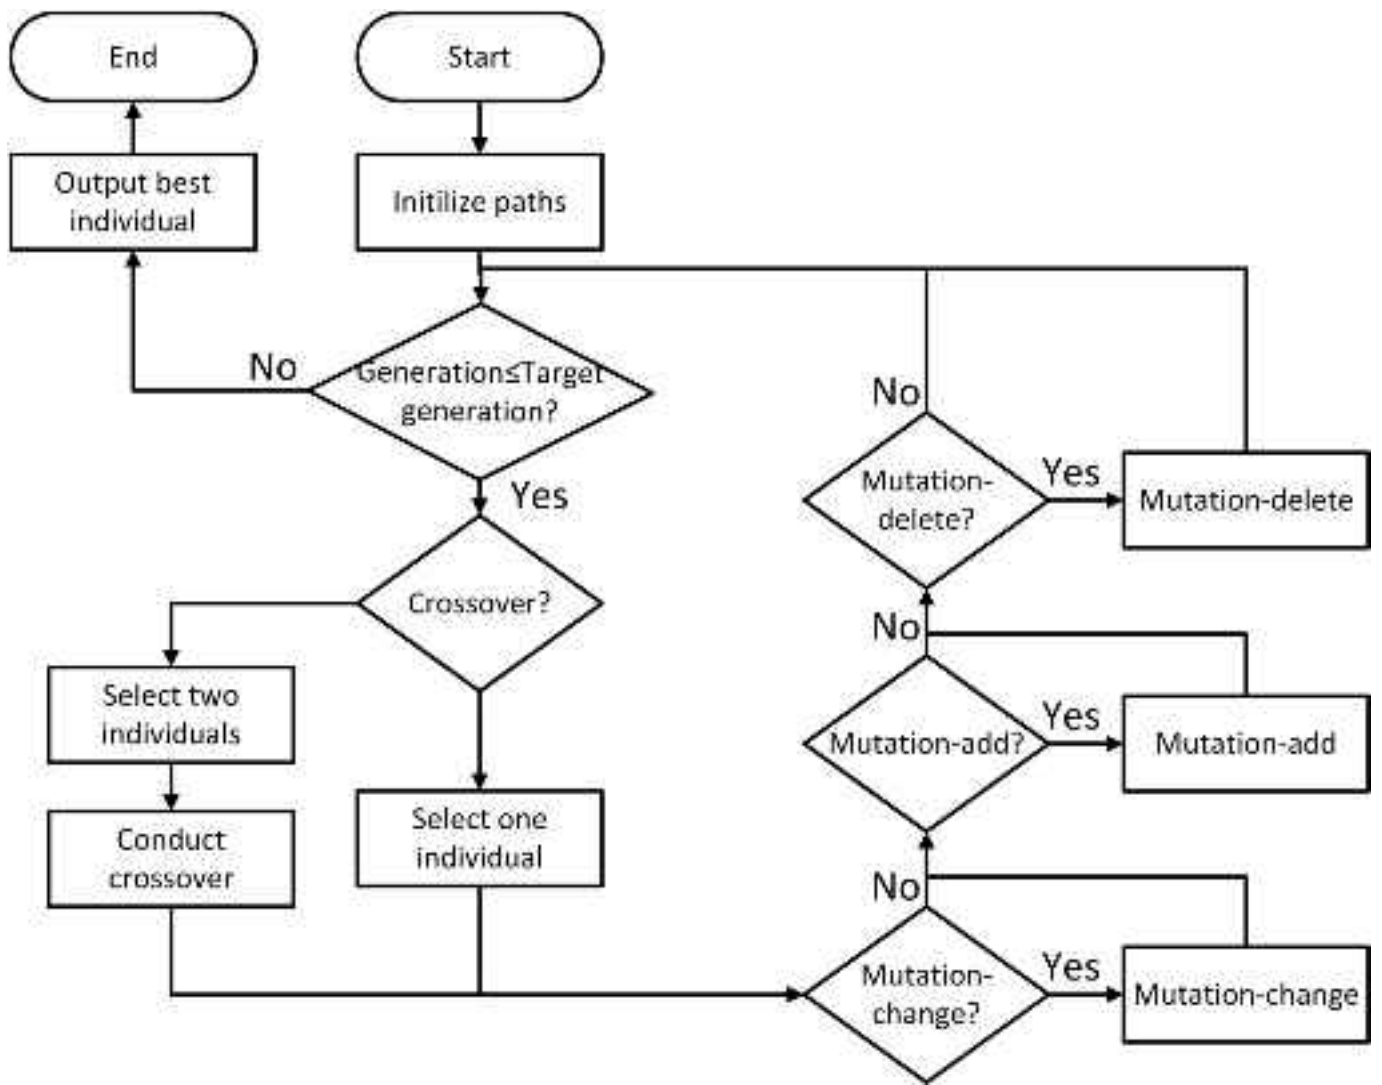 End
Start
Output best
individual
Initilize paths
No
Generation≤Target
generation?
Yes
Crossover?
Select two
individuals
Conduct
crossover
Select one
individual
No
Mutation-
delete?
Yes
Mutation-delete
No
Mutation-add?
Yes
Mutation-add
No
Mutation-
change?
Yes
Mutation-change